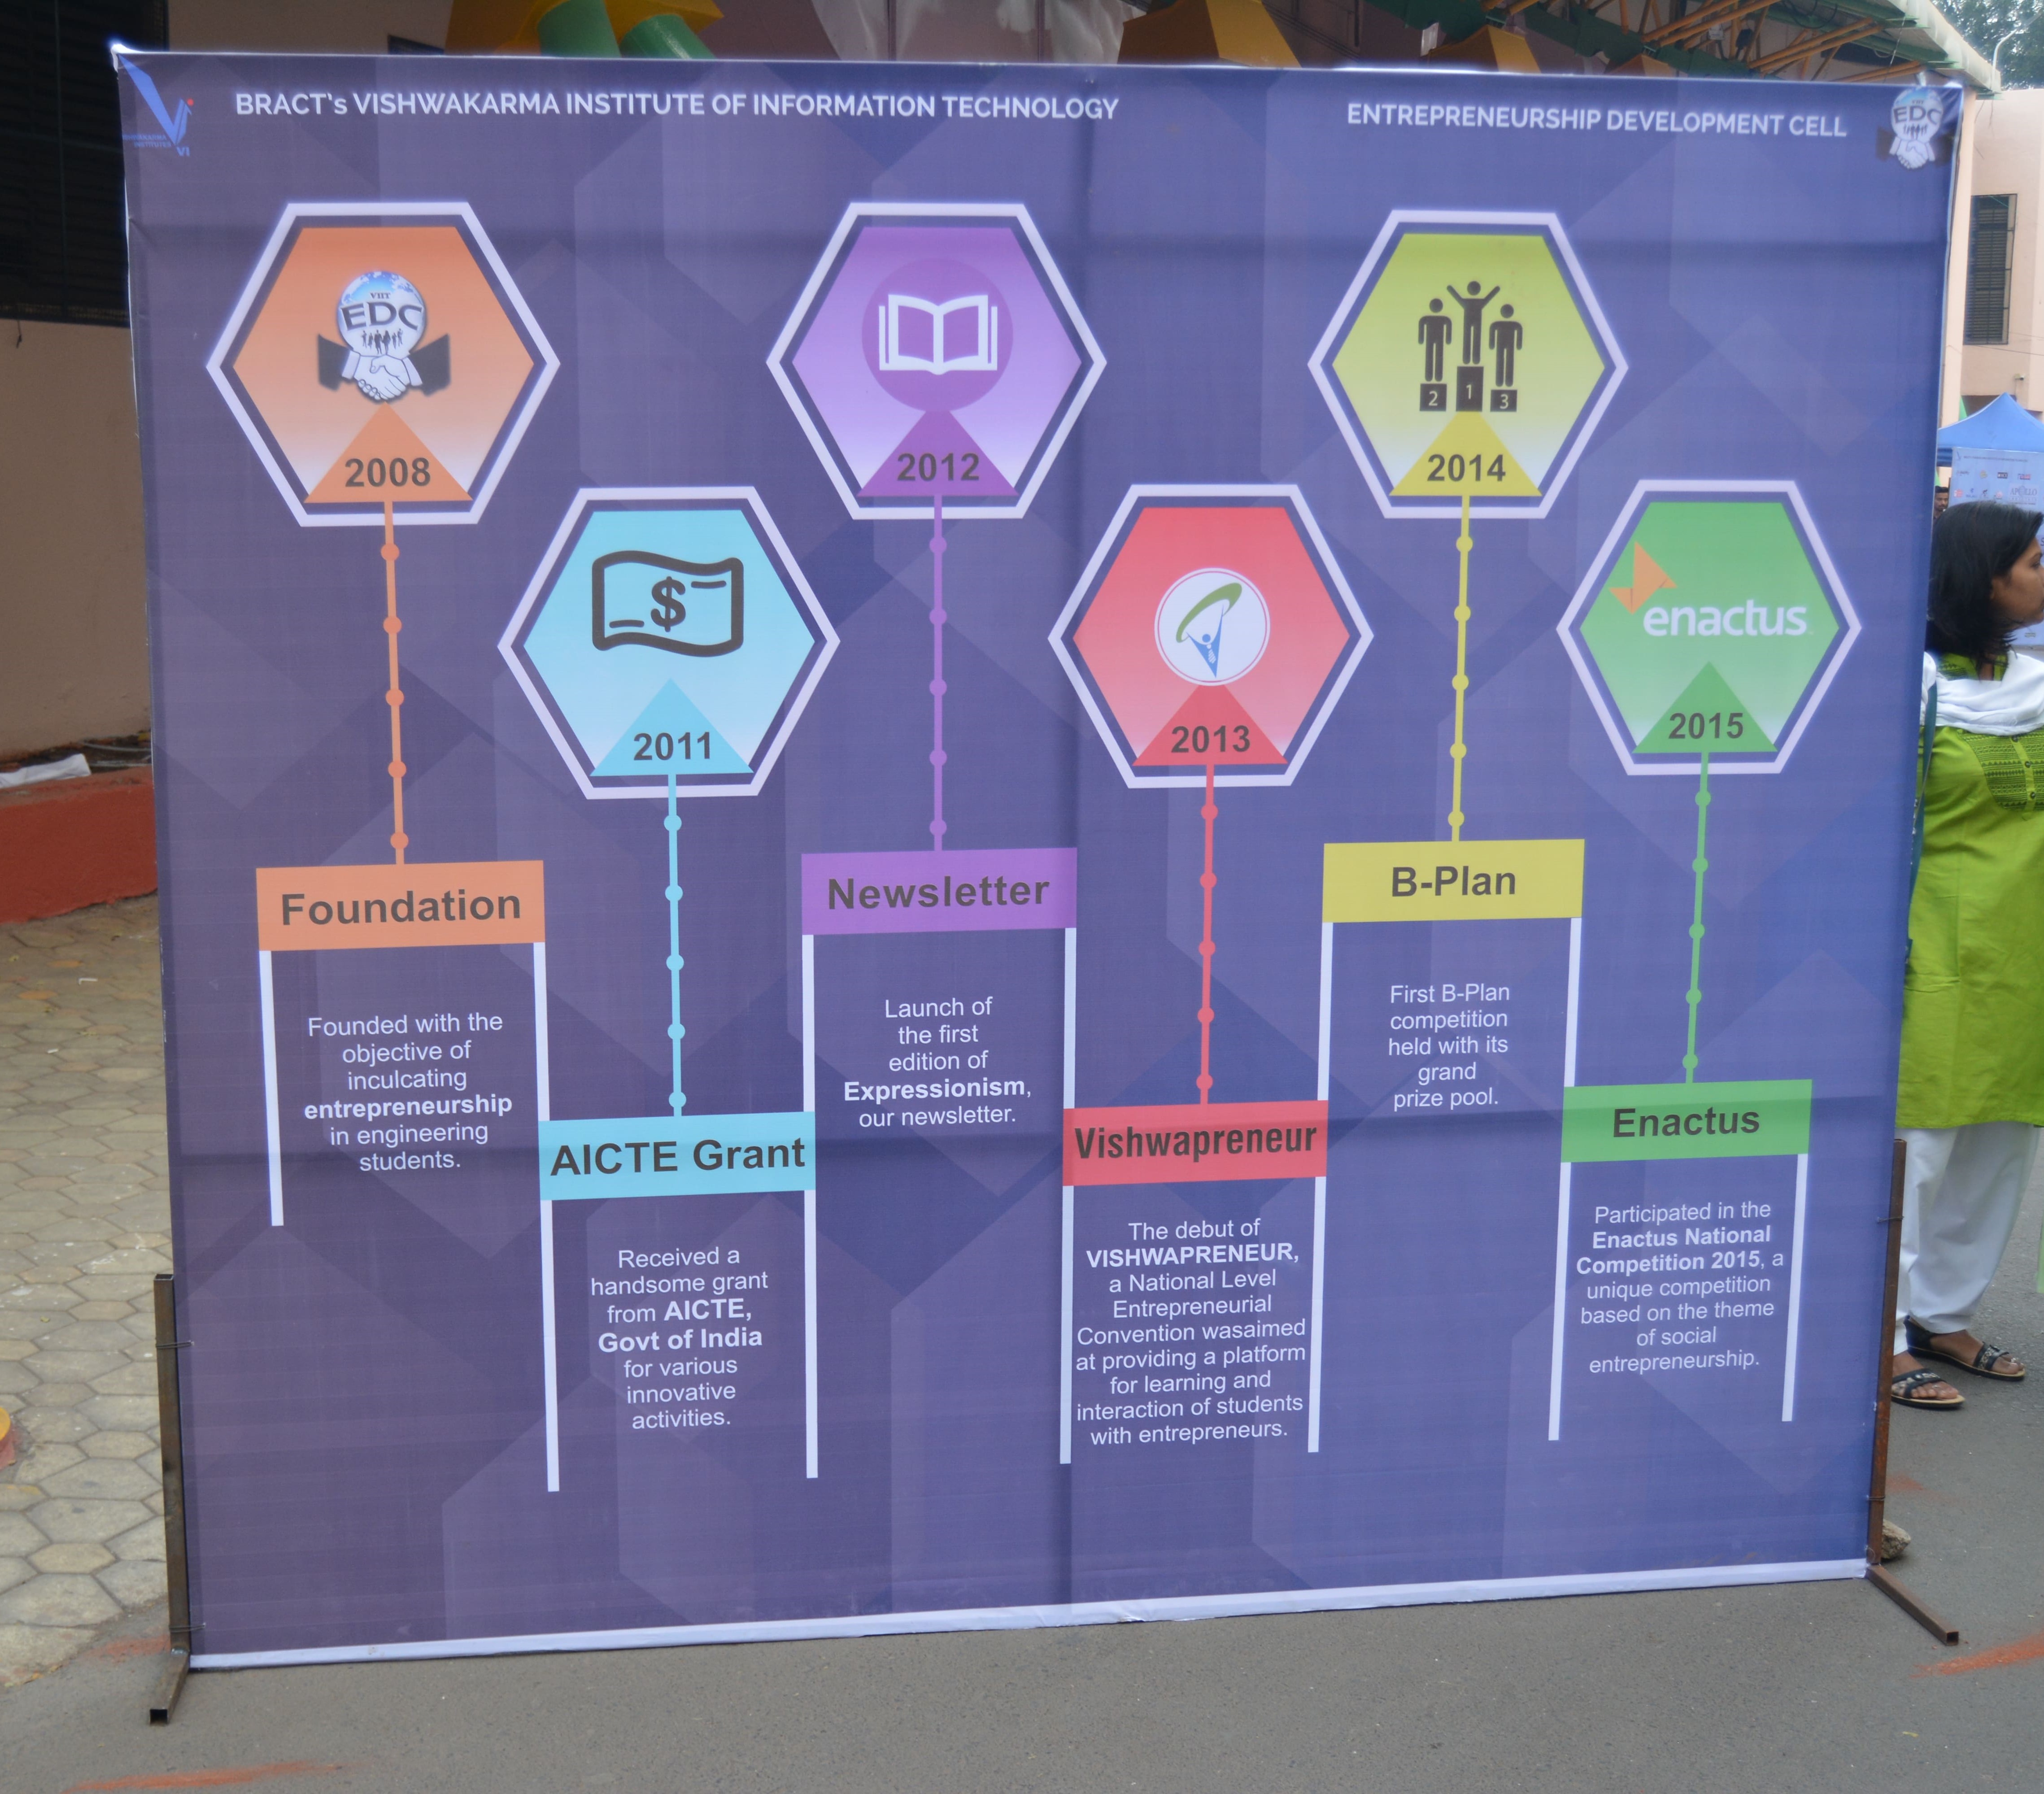 BRACT's VISHWAKARMA INSTITUTE OF INFORMATION TECHNOLOGY
ENTREPRENEURSHIP DEVELOPMENT CELL
VI
EDC
VIIT
EDC
2008
Foundation
Founded with the
objective of
inculcating
entrepreneurship
in engineering
students.
$
2011
AICTE Grant
Received a
handsome grant
from AICTE,
Govt of India
for various
innovative
activities.
2012
Newsletter
Launch of
the first
edition of
Expressionism,
our newsletter.
2013
Vishwapreneur
The debut of
VISHWAPRENEUR,
a National Level
Entrepreneurial
Convention wasaimed
at providing a platform
for learning and
interaction of students
with entrepreneurs.
2 1 3
2014
B-Plan
First B-Plan
competition
held with its
grand
prize pool.
enactus
2015
Enactus
Participated in the
Enactus National
Competition 2015, a
unique competition
based on the theme
of social
entrepreneurship.